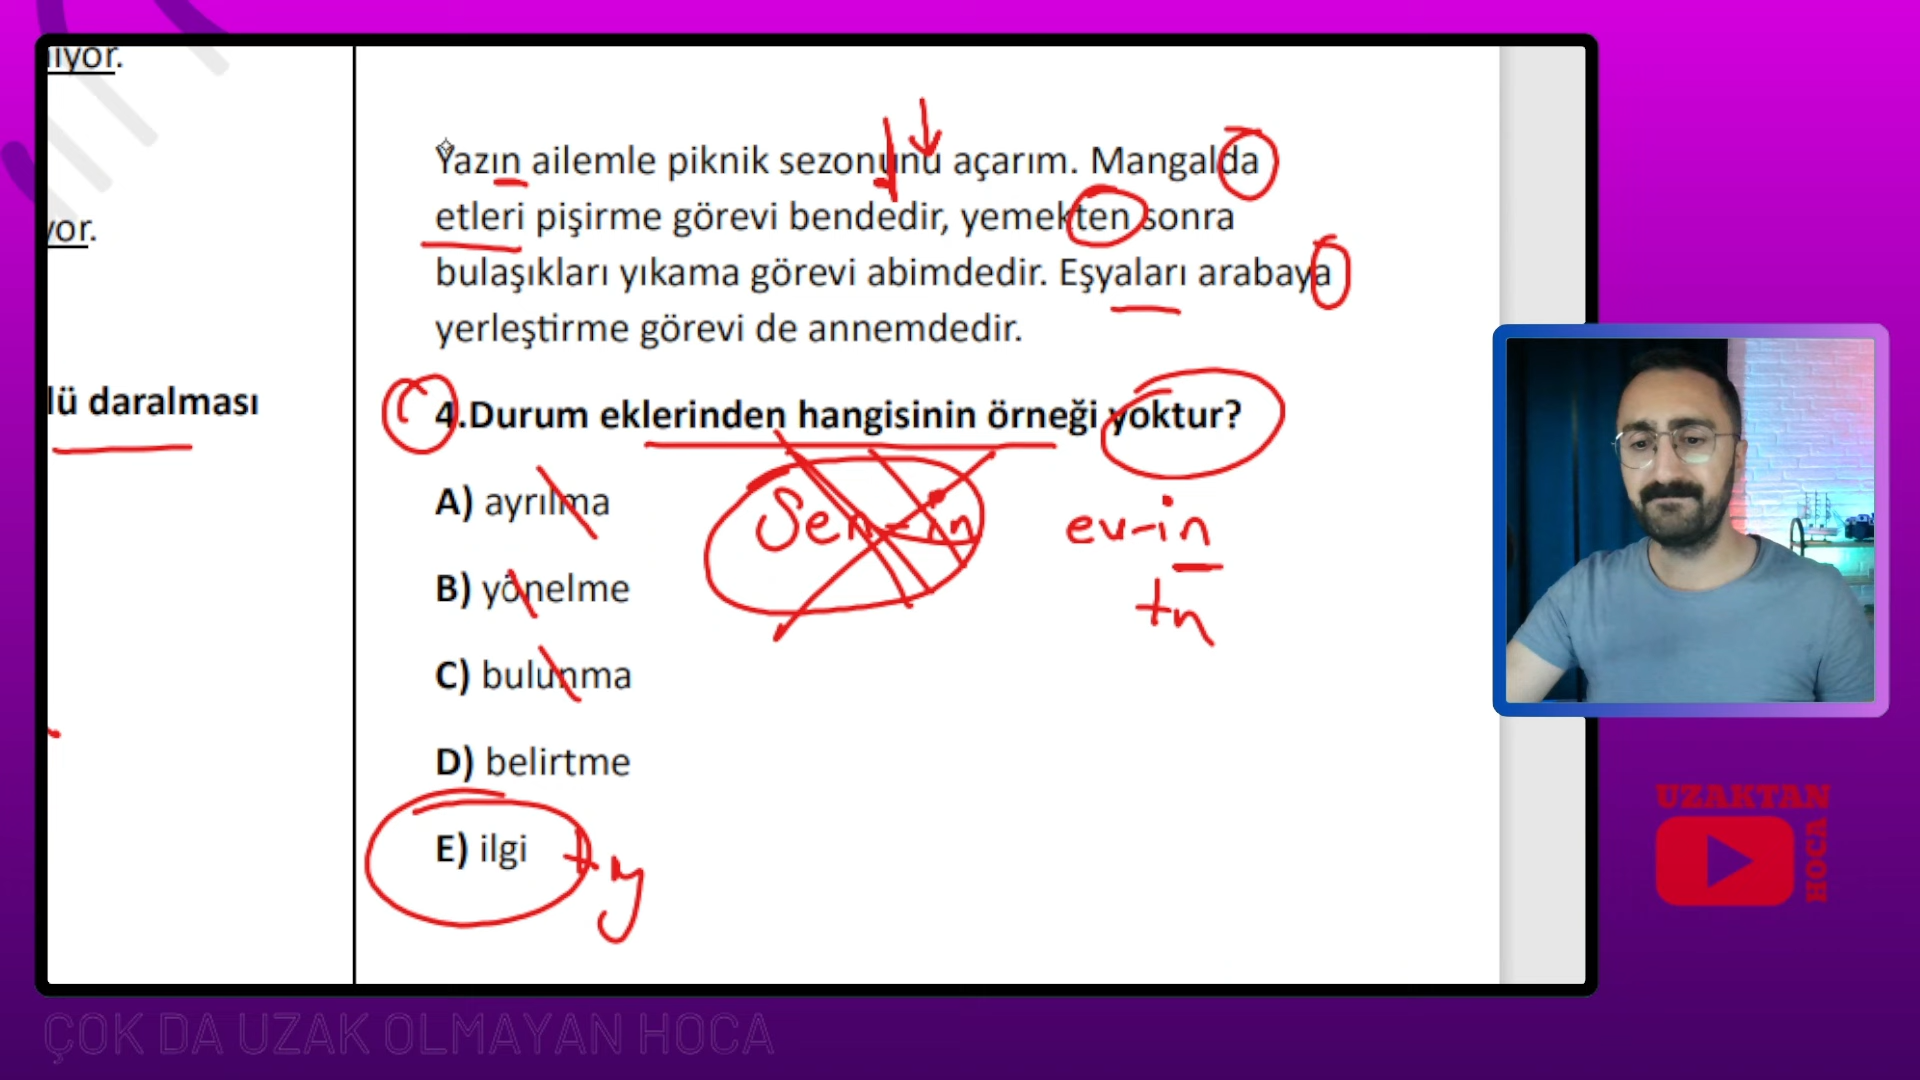 nıyor.
yor.
lü daralması
Yazın ailemle piknik sezonunu açarım. Mangalda
etleri pişirme görevi bendedir, yemekten sonra
bulaşıkları yıkama görevi abimdedir. Eşyaları arabaya
yerleştirme görevi de annemdedir.
4.Durum eklerinden hangisinin örneği yoktur?
A) ayrılma
B) yönelme
C) bulunma
D) belirtme
E) ilgi
Sen-in
ev-in
+n
+y
UZAKTAN
HOCA
ÇOK DA UZAK OLMAYAN HOCA